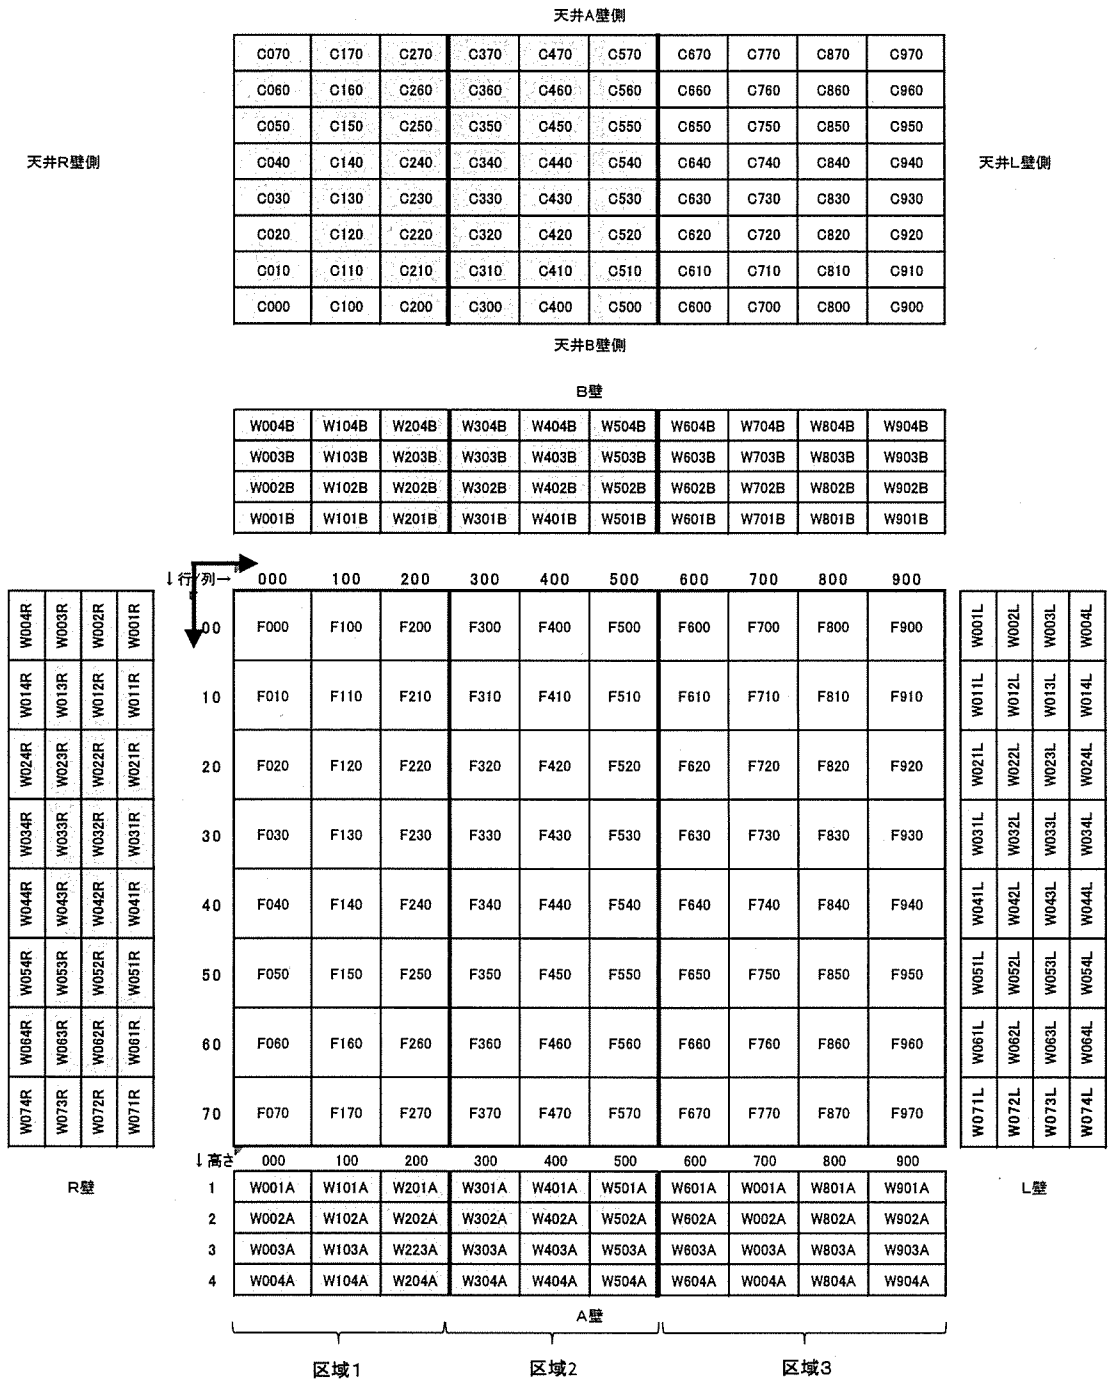 天井A壁側
C070 C170 C270 C370 C470 C570 C670 C770 C870 C970
C060 C160 C260 C360 C460 C560 C660 C760 C860 C960
C050 C150 C250 C350 C450 C550 C650 C750 C850 C950
天井R壁側 C040 C140 C240 C340 C440 C540 C640 C740 C840 C940 天井L壁側
C030 C130 C230 C330 C430 C530 C630 C730 C830 C930
C020 C120 C220 C320 C420 C520 C620 C720 C820 C920
C010 C110 C210 C310 C410 C510 C610 C710 C810 C910
C000 C100 C200 C300 C400 C500 C600 C700 C800 C900
天井B壁側
B壁
W004B W104B W204B W304B W404B W504B W604B W704B W804B W904B
W003B W103B W203B W303B W403B W503B W603B W703B W803B W903B
W002B W102B W202B W302B W402B W502B W602B W702B W802B W902B
W001B W101B W201B W301B W401B W501B W601B W701B W801B W901B
↓行/列→ 000 100 200 300 400 500 600 700 800 900
W004R W003R W002R W001R 00 F000 F100 F200 F300 F400 F500 F600 F700 F800 F900 W001L W002L W003L W004L
W014R W013R W012R W011R 10 F010 F110 F210 F310 F410 F510 F610 F710 F810 F910 W011L W012L W013L W014L
W024R W023R W022R W021R 20 F020 F120 F220 F320 F420 F520 F620 F720 F820 F920 W021L W022L W023L W024L
W034R W033R W032R W031R 30 F030 F130 F230 F330 F430 F530 F630 F730 F830 F930 W031L W032L W033L W034L
W044R W043R W042R W041R 40 F040 F140 F240 F340 F440 F540 F640 F740 F840 F940 W041L W042L W043L W044L
W054R W053R W052R W051R 50 F050 F150 F250 F350 F450 F550 F650 F750 F850 F950 W051L W052L W053L W054L
W064R W063R W062R W061R 60 F060 F160 F260 F360 F460 F560 F660 F760 F860 F960 W061L W062L W063L W064L
W074R W073R W072R W071R 70 F070 F170 F270 F370 F470 F570 F670 F770 F870 F970 W071L W072L W073L W074L
↓高さ 000 100 200 300 400 500 600 700 800 900
R壁 1 W001A W101A W201A W301A W401A W501A W601A W001A W801A W901A L壁
2 W002A W102A W202A W302A W402A W502A W602A W002A W802A W902A
3 W003A W103A W223A W303A W403A W503A W603A W003A W803A W903A
4 W004A W104A W204A W304A W404A W504A W604A W004A W804A W904A
A壁
区域1 区域2 区域3